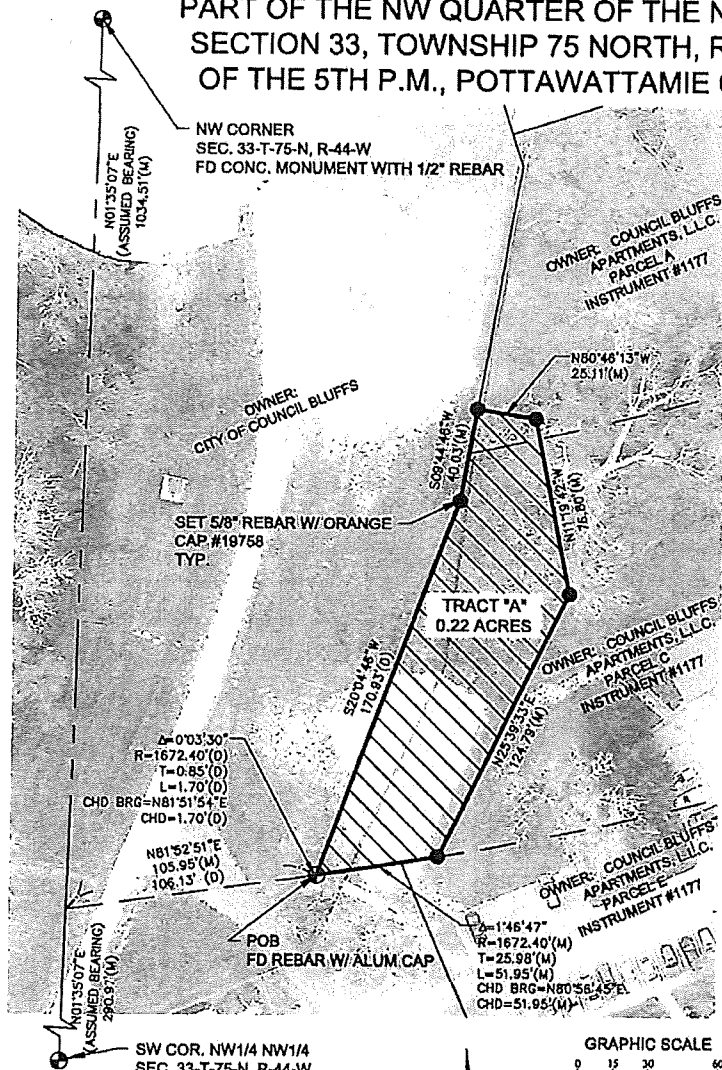 PART OF THE NW QUARTER OF THE N
SECTION 33, TOWNSHIP 75 NORTH, R
OF THE 5TH P.M., POTTAWATTAMIE
NW CORNER
SEC. 33-T-75-N, R-44-W
FD CONC. MONUMENT WITH 1/2" REBAR
N01°35'07"E
(ASSUMED BEARING)
1034.51'(M)
OWNER: COUNCIL BLUFFS
APARTMENTS, L.L.C.
PARCEL A
INSTRUMENT #1177
N80°46'13"W
25.11'(M)
OWNER:
CITY OF COUNCIL BLUFFS
S09°44'46"W
40.03'(M)
SET 5/8" REBAR W/ ORANGE
CAP #19758
TYP.
76.80'(M)
TRACT "A"
0.22 ACRES
OWNER: COUNCIL BLUFFS
APARTMENTS, L.L.C.
PARCEL C
INSTRUMENT #1177
S20°04'46"W
170.93'(D)
N25°39'33"E
124.79'(M)
Δ=0°03'30"
R=1672.40'(D)
T=0.85'(D)
L=1.70'(D)
CHD BRG=N81°51'54"E
CHD=1.70'(D)
N81°52'51"E
105.95'(M)
106.13' (D)
OWNER: COUNCIL BLUFFS
APARTMENTS, L.L.C.
PARCEL E
INSTRUMENT #1177
POB
FD REBAR W/ ALUM CAP
Δ=1°46'47"
R=1672.40'(M)
T=25.98'(M)
L=51.95'(M)
CHD BRG=N80°56'45"E
CHD=51.95'(M)
N01°35'07"E
(ASSUMED BEARING)
290.97'(M)
SW COR. NW1/4 NW1/4
SEC. 33-T-75-N, R-44-W
GRAPHIC SCALE
0 15 30 60